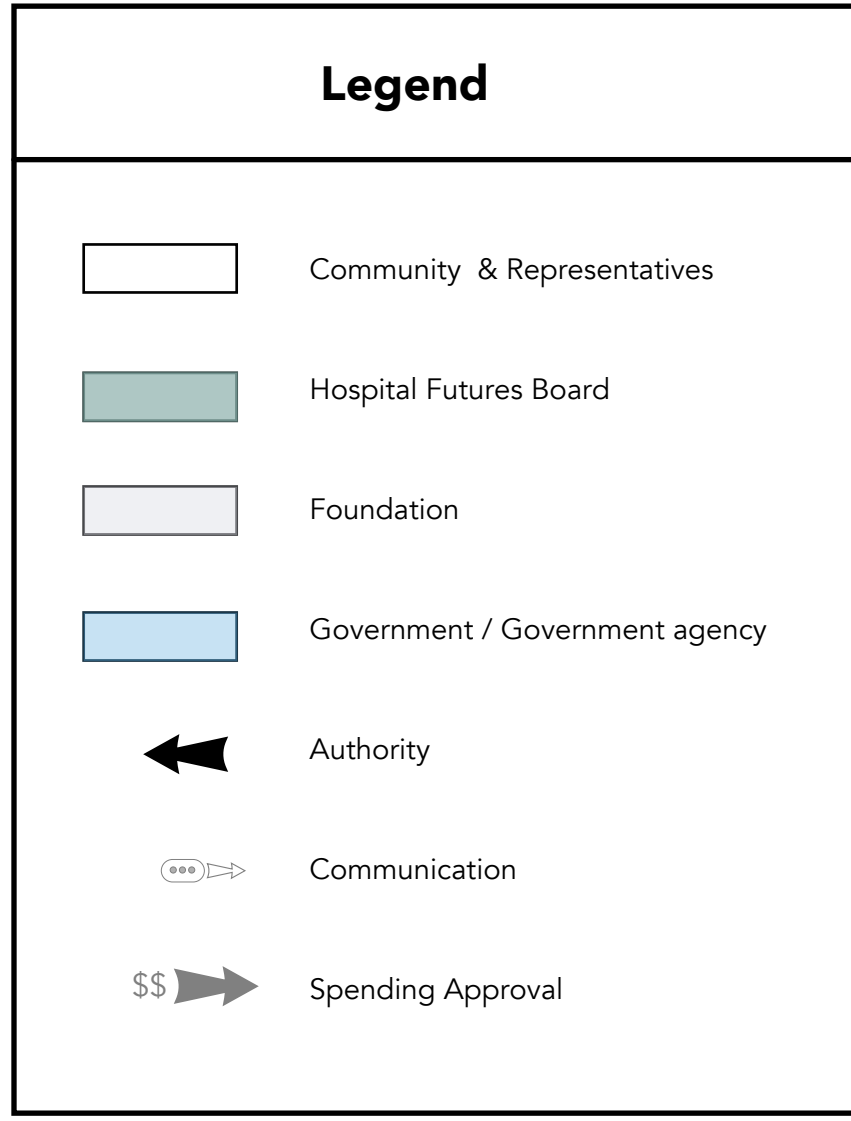 Legend
Community & Representatives
Hospital Futures Board
Foundation
Government / Government agency
Authority
Communication
$$ Spending Approval